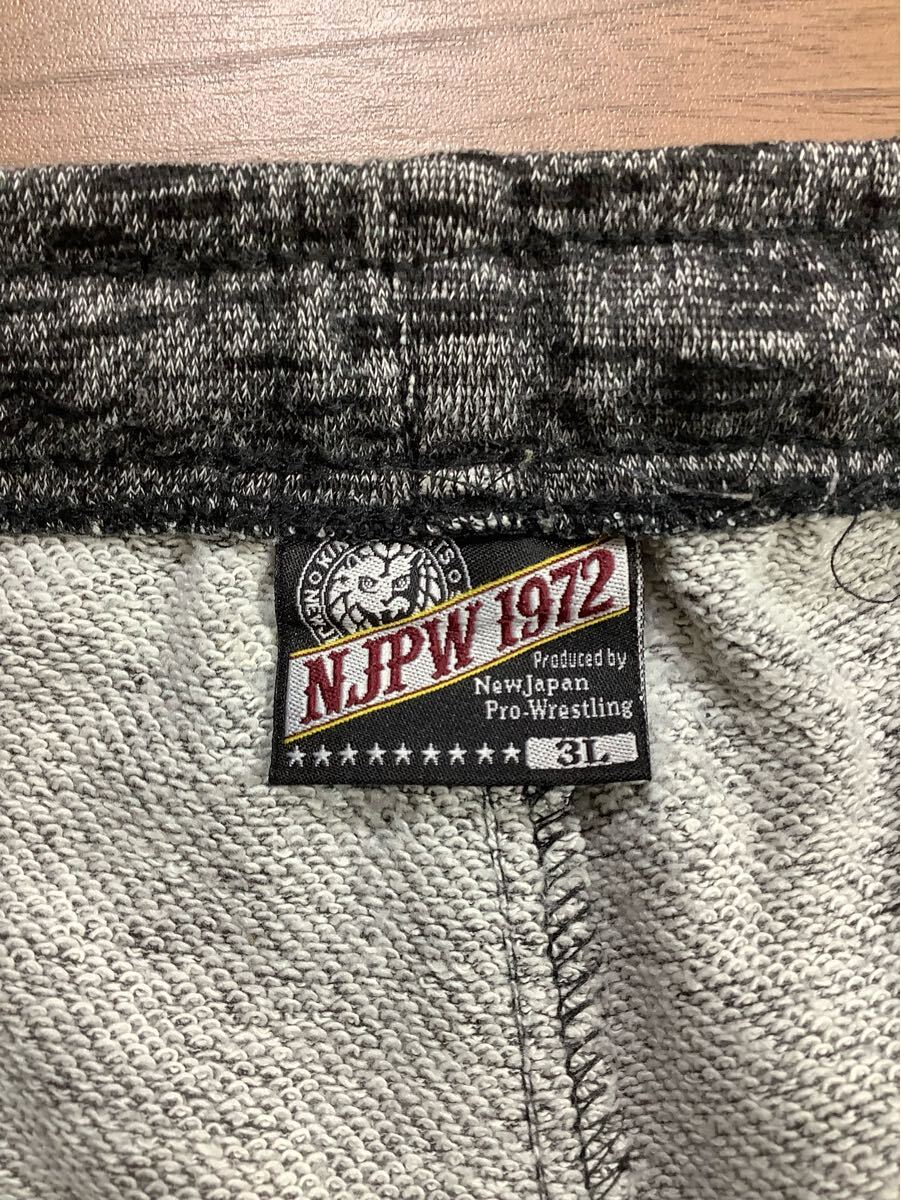 NJPW 1972
Produced by
NewJapan
Pro-Wrestling
3L